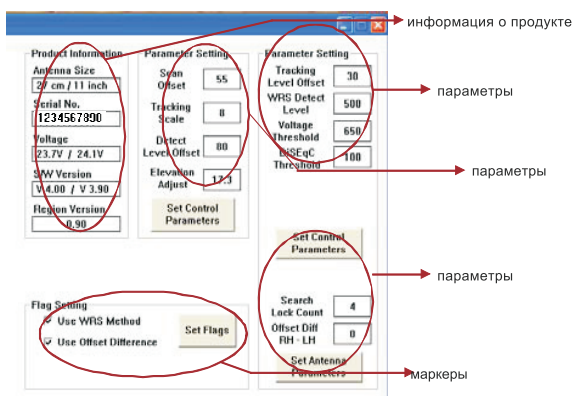 информация о продукте
Product Information
Antenna Size
27 cm / 11 inch
Serial No.
1234567890
Voltage
23.7V / 24.1V
S/W Version
V 4.00 / V 3.90
Region Version
0.90
Parameter Setting
Scan
Offset
55
Tracking
Scale
8
Detect
Level Offset
80
Elevation
Adjust
17.3
Set Control
Parameters
Parameter Setting
Tracking
Level Offset
30
WRS Detect
Level
500
Voltage
Threshold
650
DiSEqC
Threshold
100
Set Control
Parameters
Search
Lock Count
4
Offset Diff
RH - LH
0
Set Antenna
Parameters
Flag Setting
Use WRS Method
Use Offset Difference
Set Flags
параметры
параметры
параметры
маркеры